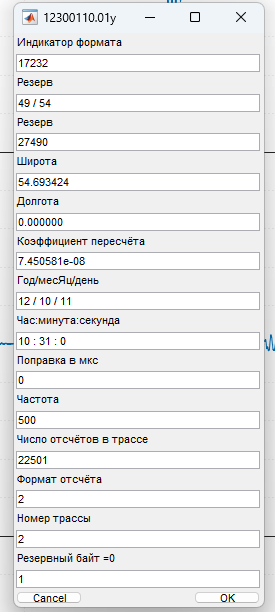 12300110.01y
Индикатор формата
17232
Резерв
49 / 54
Резерв
27490
Широта
54.693424
Долгота
0.000000
Коэффициент пересчёта
7.450581e-08
Год/месЯц/день
12 / 10 / 11
Час:минута:секунда
10 : 31 : 0
Поправка в мкс
0
Частота
500
Число отсчётов в трассе
22501
Формат отсчёта
2
Номер трассы
2
Резервный байт =0
1
Cancel OK